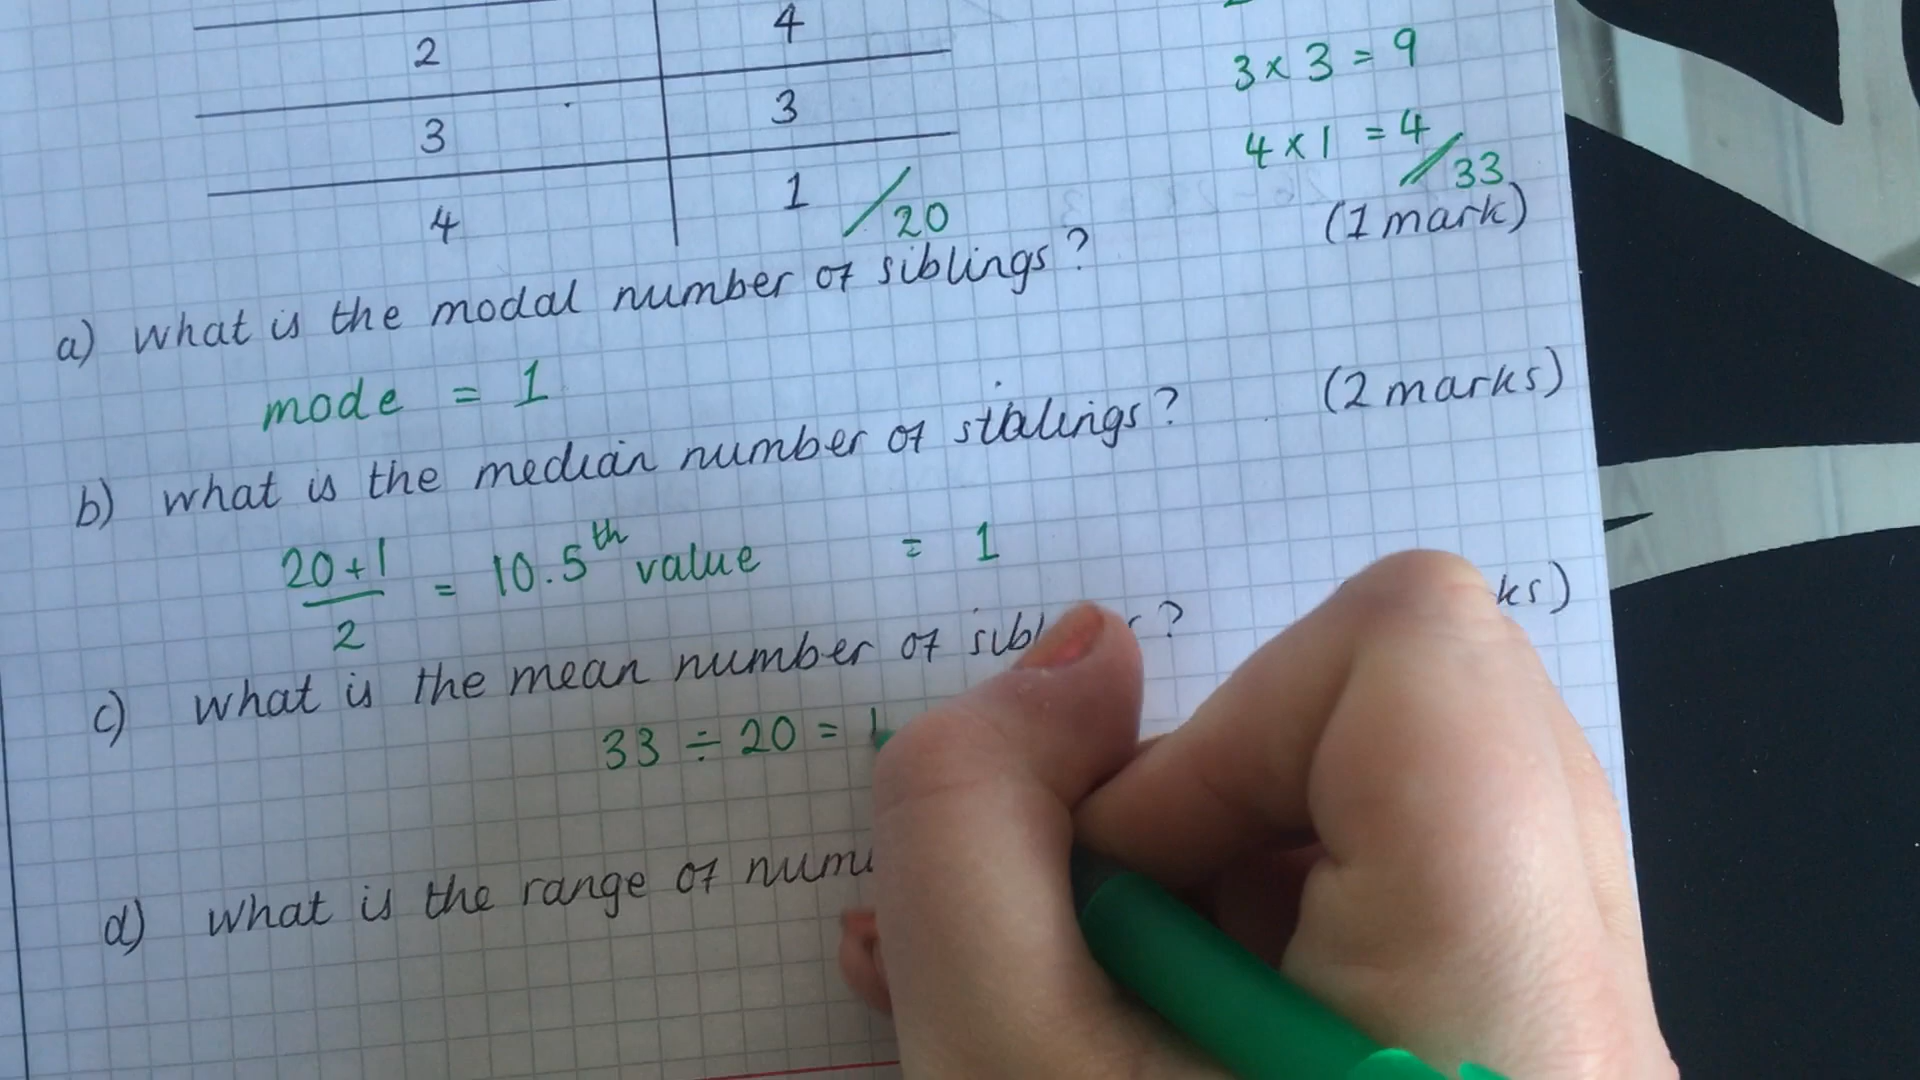 2 4
3 × 3 = 9
3 3
4 × 1 = 4
33
4 1 20
(1 mark)
a) What is the modal number of siblings?
mode = 1
(2 marks)
b) What is the median number of siblings?
20+1 / 2 = 10.5th value = 1
c) What is the mean number of
33 ÷ 20 =
d) What is the range of